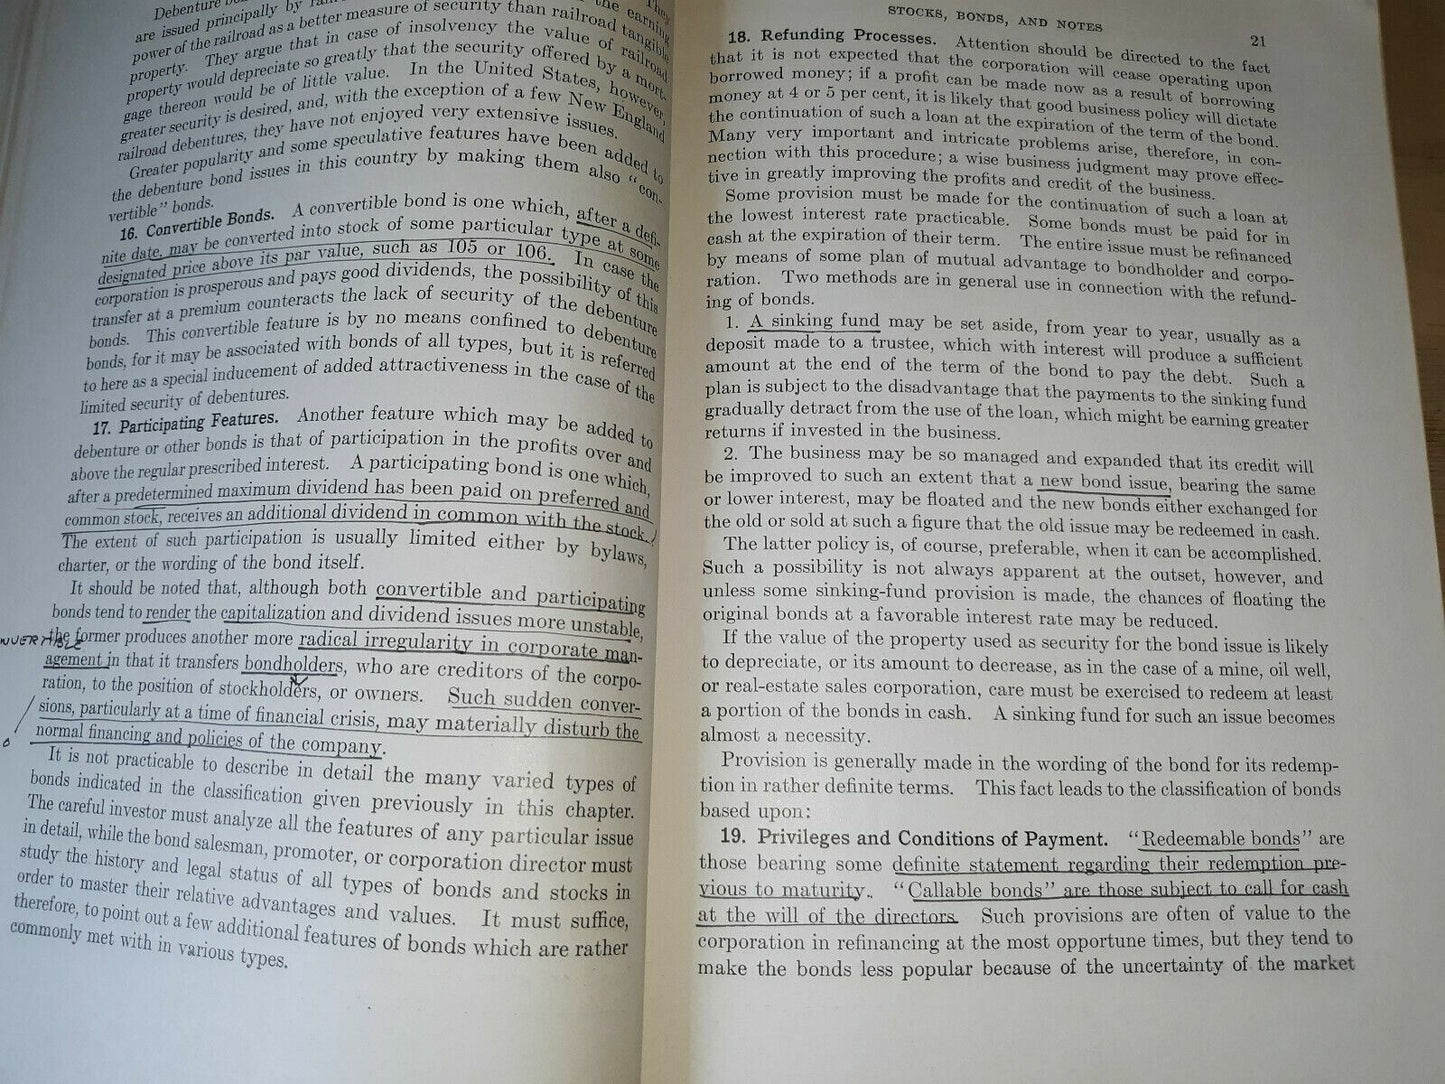 Debenture
are issued principally by the earning
power of the railroad as a better measure of security than railroad tangible
property. They argue that in case of insolvency the value of railroad
property would depreciate so greatly that the security offered by a mort-
gage thereon would be of little value. In the United States, however,
greater security is desired, and, with the exception of a few New England
railroad debentures, they have not enjoyed very extensive issues.
Greater popularity and some speculative features have been added to
the debenture bond issues in this country by making them also "con-
vertible" bonds.
16. Convertible Bonds. A convertible bond is one which, after a defi-
nite date, may be converted into stock of some particular type at some
designated price above its par value, such as 105 or 106. In case the
corporation is prosperous and pays good dividends, the possibility of this
transfer at a premium counteracts the lack of security of the debenture
bonds. This convertible feature is by no means confined to debenture
bonds, for it may be associated with bonds of all types, but it is referred
to here as a special inducement of added attractiveness in the case of the
limited security of debentures.
17. Participating Features. Another feature which may be added to
debenture or other bonds is that of participation in the profits over and
above the regular prescribed interest. A participating bond is one which,
after a predetermined maximum dividend has been paid on preferred and
common stock, receives an additional dividend in common with the stock.
The extent of such participation is usually limited either by bylaws,
charter, or the wording of the bond itself.
It should be noted that, although both convertible and participating
bonds tend to render the capitalization and dividend issues more unstable,
the former produces another more radical irregularity in corporate man-
agement in that it transfers bondholders, who are creditors of the corpo-
ration, to the position of stockholders, or owners. Such sudden conver-
sions, particularly at a time of financial crisis, may materially disturb the
normal financing and policies of the company.
It is not practicable to describe in detail the many varied types of
bonds indicated in the classification given previously in this chapter.
The careful investor must analyze all the features of any particular issue
in detail, while the bond salesman, promoter, or corporation director must
study the history and legal status of all types of bonds and stocks in
order to master their relative advantages and values. It must suffice,
therefore, to point out a few additional features of bonds which are rather
commonly met with in various types.
STOCKS, BONDS, AND NOTES 21
18. Refunding Processes. Attention should be directed to the fact
that it is not expected that the corporation will cease operating upon
borrowed money; if a profit can be made now as a result of borrowing
money at 4 or 5 per cent, it is likely that good business policy will dictate
the continuation of such a loan at the expiration of the term of the bond.
Many very important and intricate problems arise, therefore, in con-
nection with this procedure; a wise business judgment may prove effec-
tive in greatly improving the profits and credit of the business.
Some provision must be made for the continuation of such a loan at
the lowest interest rate practicable. Some bonds must be paid for in
cash at the expiration of their term. The entire issue must be refinanced
by means of some plan of mutual advantage to bondholder and corpo-
ration. Two methods are in general use in connection with the refund-
ing of bonds.
1. A sinking fund may be set aside, from year to year, usually as a
deposit made to a trustee, which with interest will produce a sufficient
amount at the end of the term of the bond to pay the debt. Such a
plan is subject to the disadvantage that the payments to the sinking fund
gradually detract from the use of the loan, which might be earning greater
returns if invested in the business.
2. The business may be so managed and expanded that its credit will
be improved to such an extent that a new bond issue, bearing the same
or lower interest, may be floated and the new bonds either exchanged for
the old or sold at such a figure that the old issue may be redeemed in cash.
The latter policy is, of course, preferable, when it can be accomplished.
Such a possibility is not always apparent at the outset, however, and
unless some sinking-fund provision is made, the chances of floating the
original bonds at a favorable interest rate may be reduced.
If the value of the property used as security for the bond issue is likely
to depreciate, or its amount to decrease, as in the case of a mine, oil well,
or real-estate sales corporation, care must be exercised to redeem at least
a portion of the bonds in cash. A sinking fund for such an issue becomes
almost a necessity.
Provision is generally made in the wording of the bond for its redemp-
tion in rather definite terms. This fact leads to the classification of bonds
based upon:
19. Privileges and Conditions of Payment. "Redeemable bonds" are
those bearing some definite statement regarding their redemption pre-
vious to maturity. "Callable bonds" are those subject to call for cash
at the will of the directors. Such provisions are often of value to the
corporation in refinancing at the most opportune times, but they tend to
make the bonds less popular because of the uncertainty of the market